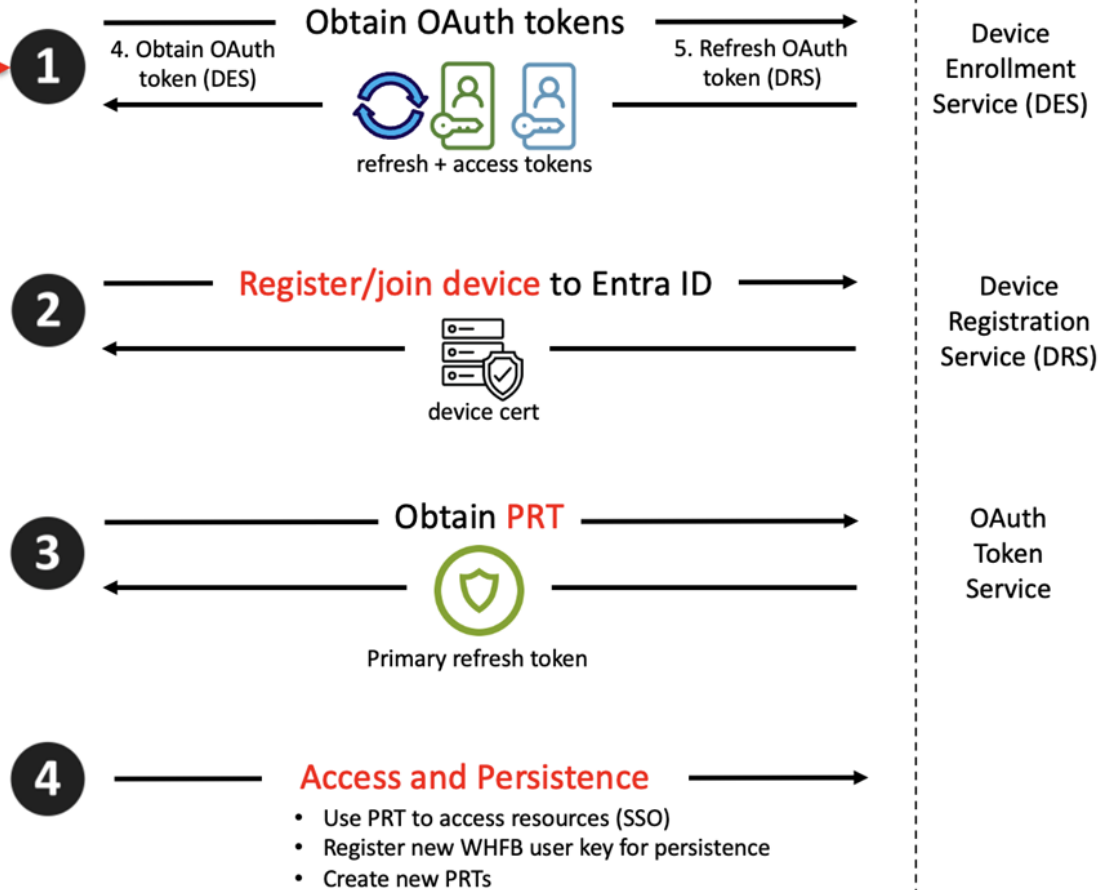 1
Obtain OAuth tokens
4. Obtain OAuth
token (DES)
5. Refresh OAuth
token (DRS)
refresh + access tokens
Device
Enrollment
Service (DES)
2
Register/join device to Entra ID
device cert
Device
Registration
Service (DRS)
3
Obtain PRT
Primary refresh token
OAuth
Token
Service
4
Access and Persistence
• Use PRT to access resources (SSO)
• Register new WHFB user key for persistence
• Create new PRTs